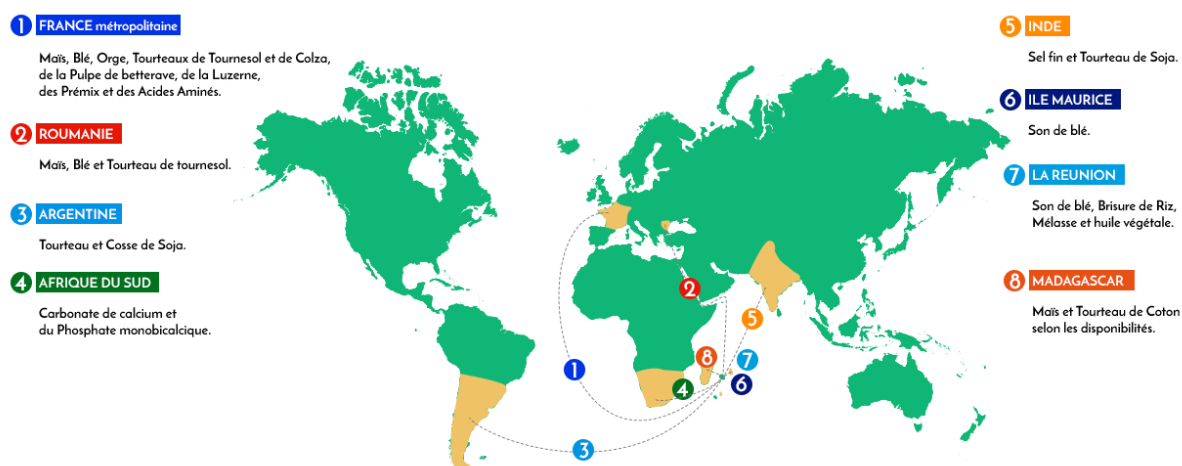 1 FRANCE métropolitaine
Maïs, Blé, Orge, Tourteaux de Tournesol et de Colza,
de la Pulpe de betterave, de la Luzerne,
des Prémix et des Acides Aminés.
2 ROUMANIE
Maïs, Blé et Tourteau de tournesol.
3 ARGENTINE
Tourteau et Cosse de Soja.
4 AFRIQUE DU SUD
Carbonate de calcium et
du Phosphate monobicalcique.
5 INDE
Sel fin et Tourteau de Soja.
6 ILE MAURICE
Son de blé.
7 LA REUNION
Son de blé, Brisure de Riz,
Mélasse et huile végétale.
8 MADAGASCAR
Maïs et Tourteau de Coton
selon les disponibilités.
2
5
8
7
1
4
6
3